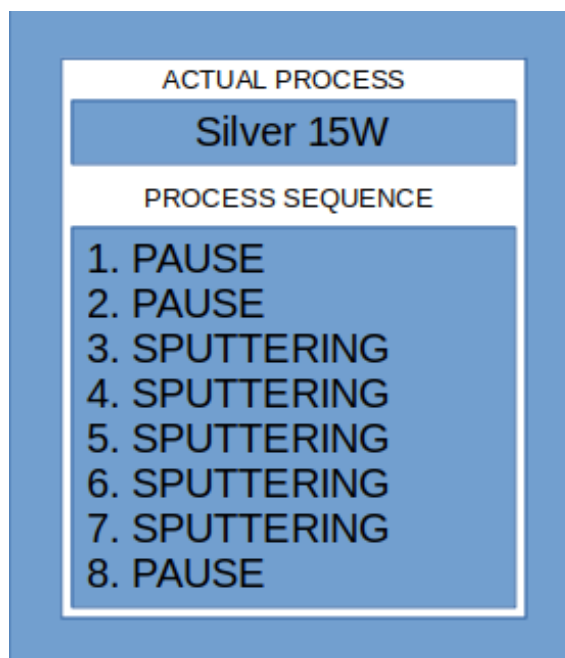 ACTUAL PROCESS
Silver 15W
PROCESS SEQUENCE
1. PAUSE
2. PAUSE
3. SPUTTERING
4. SPUTTERING
5. SPUTTERING
6. SPUTTERING
7. SPUTTERING
8. PAUSE